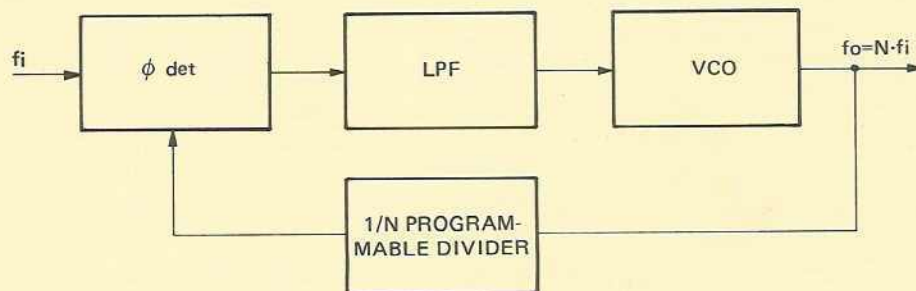 fi
ϕ det
LPF
VCO
fo=N·fi
1/N PROGRAM-
MABLE DIVIDER